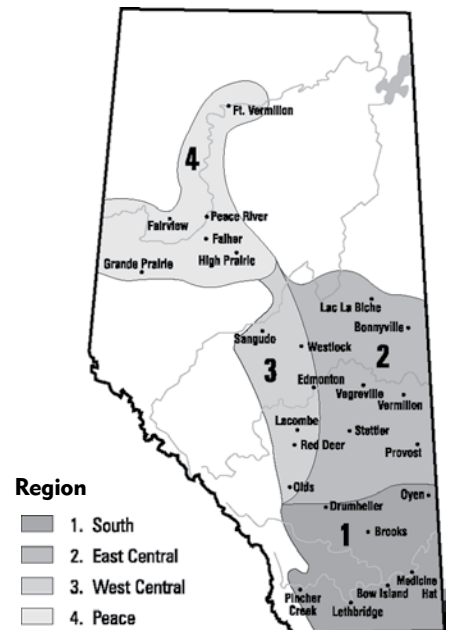 Ft. Vermilion
4
Peace River
Fairview
Falher
High Prairie
Grande Prairie
Lac La Biche
Bonnyville
Sangudo
Westlock
2
3
Edmonton
Vegreville
Vermilion
Lacombe
Stettler
Red Deer
Provost
Olds
Oyen
Drumheller
1
Brooks
Medicine
Hat
Bow Island
Pincher
Creek
Lethbridge
Region
1. South
2. East Central
3. West Central
4. Peace